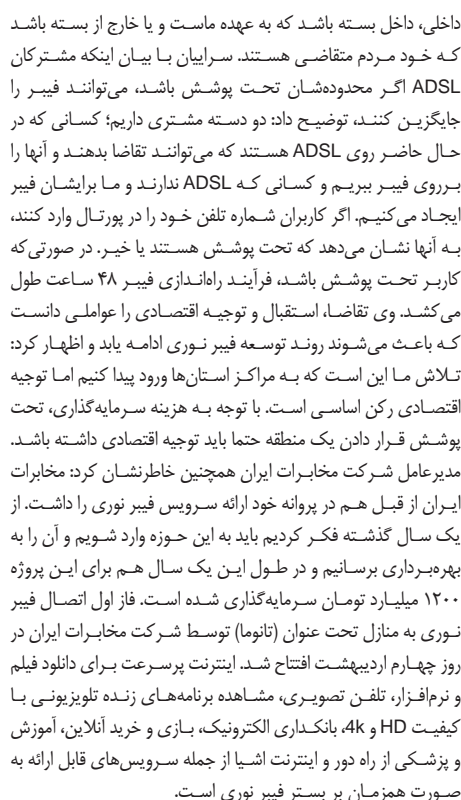 داخلی، داخل بسته باشد که به عهده ماست و یا خارج از بسته باشد
که خود مردم متقاضی هستند. سراییان با بیان اینکه مشترکان
ADSL اگر محدوده‌شان تحت پوشش باشد، می‌توانند فیبر را
جایگزین کنند، توضیح داد: دو دسته مشتری داریم؛ کسانی که در
حال حاضر روی ADSL هستند که می‌توانند تقاضا بدهند و آنها را
برروی فیبر ببریم و کسانی که ADSL ندارند و ما برایشان فیبر
ایجاد می‌کنیم. اگر کاربران شماره تلفن خود را در پورتال وارد کنند،
به آنها نشان می‌دهد که تحت پوشش هستند یا خیر. در صورتی‌که
کاربر تحت پوشش باشد، فرآیند راه‌اندازی فیبر ۴۸ ساعت طول
می‌کشد. وی تقاضا، استقبال و توجیه اقتصادی را عواملی دانست
که باعث می‌شوند روند توسعه فیبر نوری ادامه یابد و اظهار کرد:
تلاش ما این است که به مراکز استان‌ها ورود پیدا کنیم اما توجیه
اقتصادی رکن اساسی است. با توجه به هزینه سرمایه‌گذاری، تحت
پوشش قرار دادن یک منطقه حتما باید توجیه اقتصادی داشته باشد.
مدیرعامل شرکت مخابرات ایران همچنین خاطرنشان کرد: مخابرات
ایران از قبل هم در پروانه خود ارائه سرویس فیبر نوری را داشت. از
یک سال گذشته فکر کردیم باید به این حوزه وارد شویم و آن را به
بهره‌برداری برسانیم و در طول این یک سال هم برای این پروژه
۱۲۰۰ میلیارد تومان سرمایه‌گذاری شده است. فاز اول اتصال فیبر
نوری به منازل تحت عنوان (تانوما) توسط شرکت مخابرات ایران در
روز چهارم اردیبهشت افتتاح شد. اینترنت پرسرعت برای دانلود فیلم
و نرم‌افزار، تلفن تصویری، مشاهده برنامه‌های زنده تلویزیونی با
کیفیت HD و 4k، بانکداری الکترونیک، بازی و خرید آنلاین، آموزش
و پزشکی از راه دور و اینترنت اشیا از جمله سرویس‌های قابل ارائه به
صورت همزمان بر بستر فیبر نوری است.